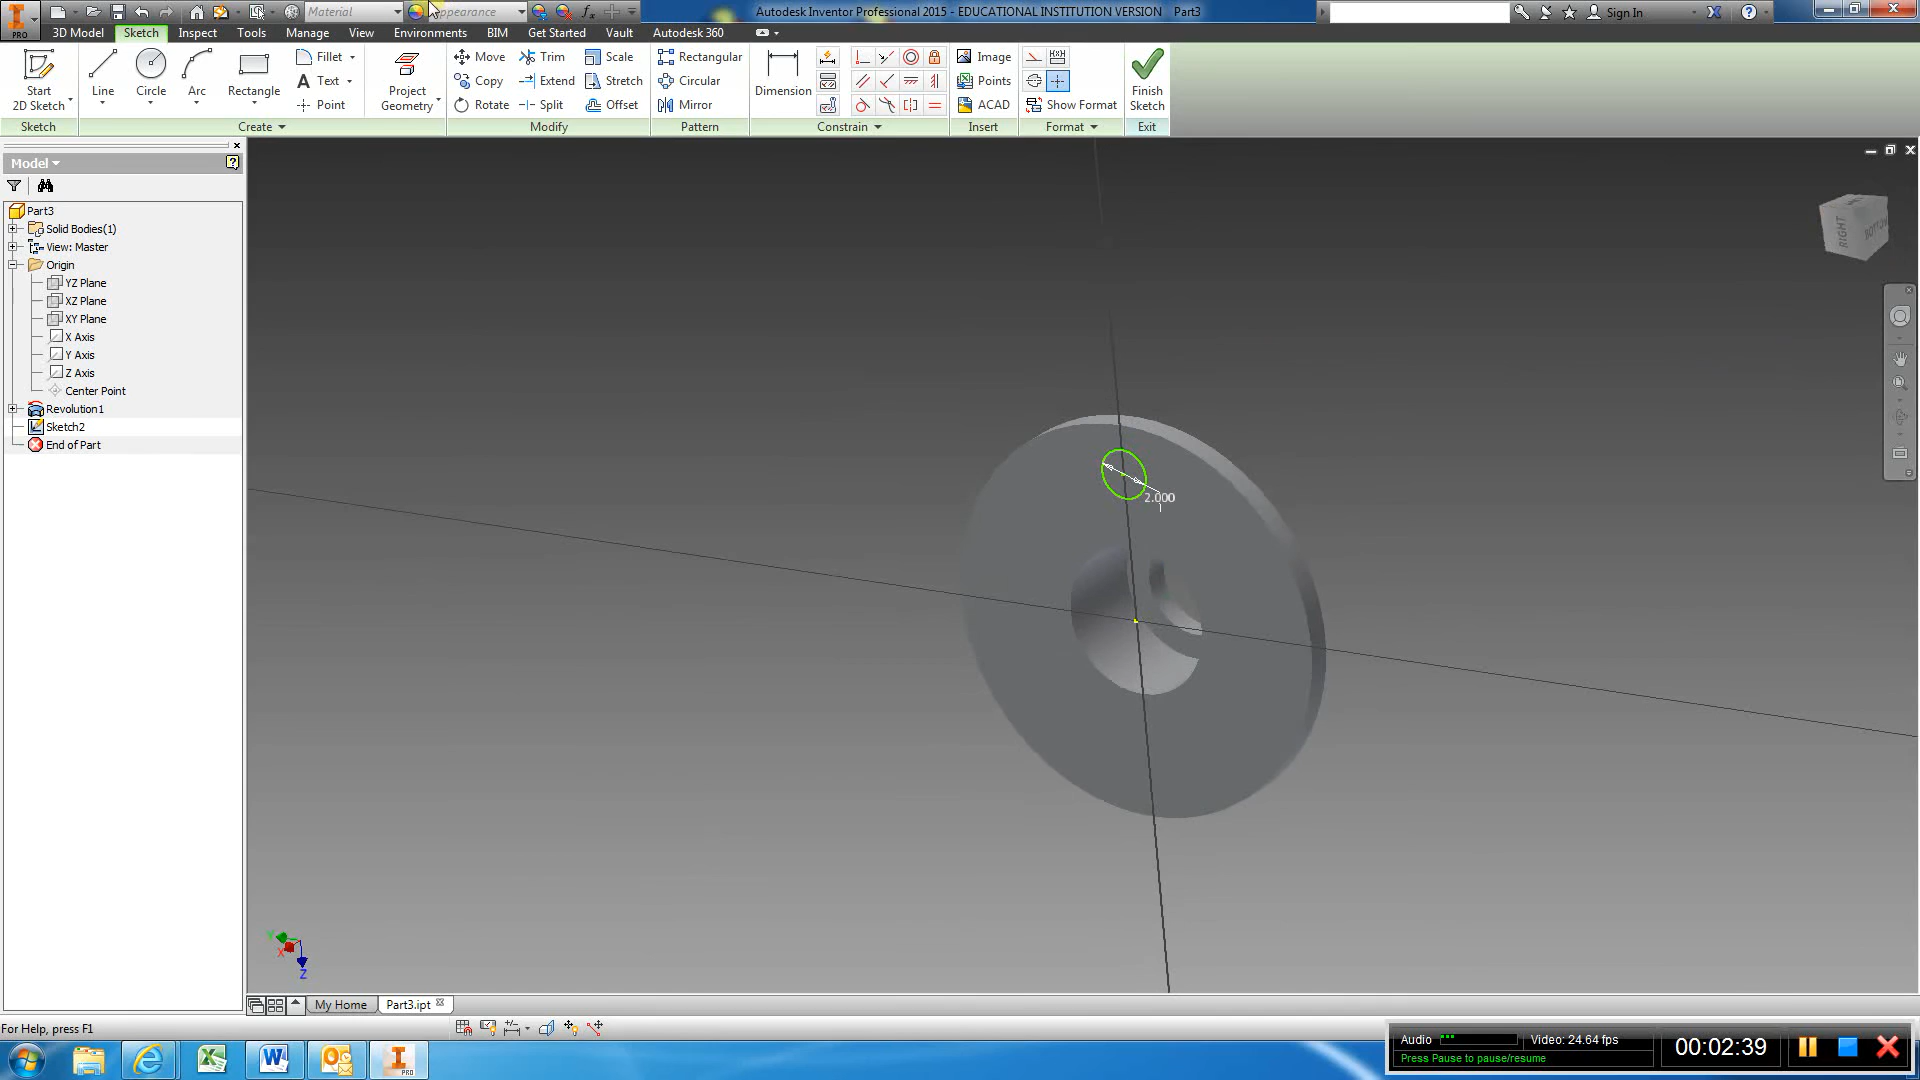 Material
Appearance
Autodesk Inventor Professional 2015 - EDUCATIONAL INSTITUTION VERSION Part3
Sign In
PRO
3D Model Sketch Inspect Tools Manage View Environments BIM Get Started Vault Autodesk 360
Start 2D Sketch
Line
Circle
Arc
Rectangle
Fillet
Text
Point
Project Geometry
Move
Copy
Rotate
Trim
Extend
Split
Scale
Stretch
Offset
Rectangular
Circular
Mirror
Dimension
Image
Points
ACAD
Show Format
Finish Sketch
Sketch Create Modify Pattern Constrain Insert Format Exit
Model
Part3
Solid Bodies(1)
View: Master
Origin
YZ Plane
XZ Plane
XY Plane
X Axis
Y Axis
Z Axis
Center Point
Revolution1
Sketch2
End of Part
2.000
RIGHT
BOTTOM
Y
X
Z
My Home
Part3.ipt
For Help, press F1
Audio
Video: 24.64 fps
Press Pause to pause/resume
00:02:39
PRO